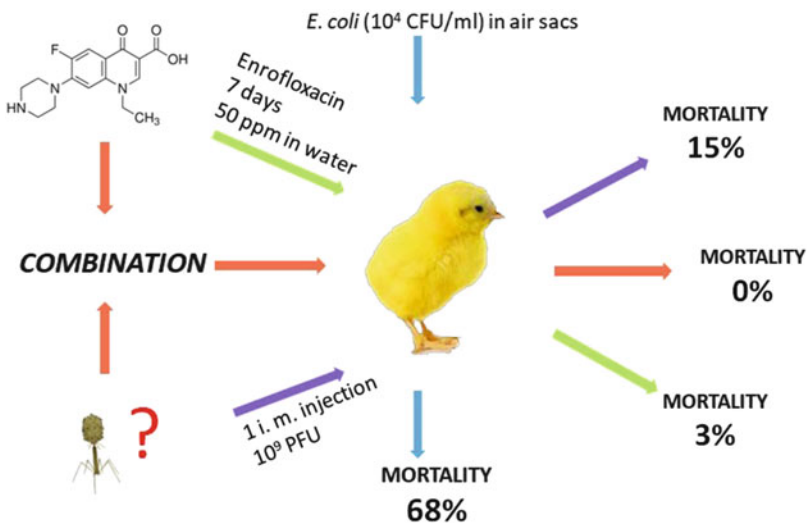 E. coli (10⁴ CFU/ml) in air sacs
F
O
O
OH
N
N
HN
CH₃
Enrofloxacin
7 days
50 ppm in water
MORTALITY
15%
COMBINATION
MORTALITY
0%
?
1 i. m. injection
10⁹ PFU
MORTALITY
3%
MORTALITY
68%